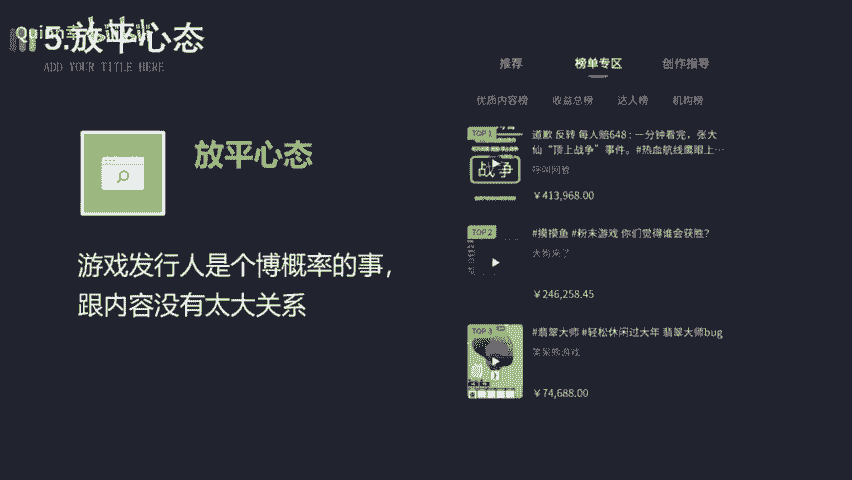 5.放平心态
ADD YOUR TITLE HERE
放平心态
游戏发行人是个博概率的事，
跟内容没有太大关系
推荐
榜单专区
创作指导
优质内容榜
收益总榜
达人榜
机构榜
TOP 1
战争
道歉 反转 每人赔648：一分钟看完，张大
仙“顶上战争”事件。#热血航线鹰眼上…
￥413,968.00
TOP 2
#摸摸鱼 #粉末游戏 你们觉得谁会获胜？
￥246,258.45
TOP 3
#翡翠大师 #轻松休闲过大年 翡翠大师bug
￥74,688.00